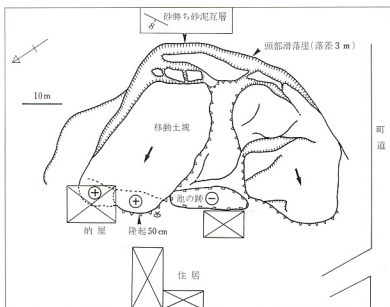 砂勝ち砂泥互層
8
頭部滑落崖(落差3m)
10m
移動土塊
町道
池の跡
納屋
隆起50cm
住居